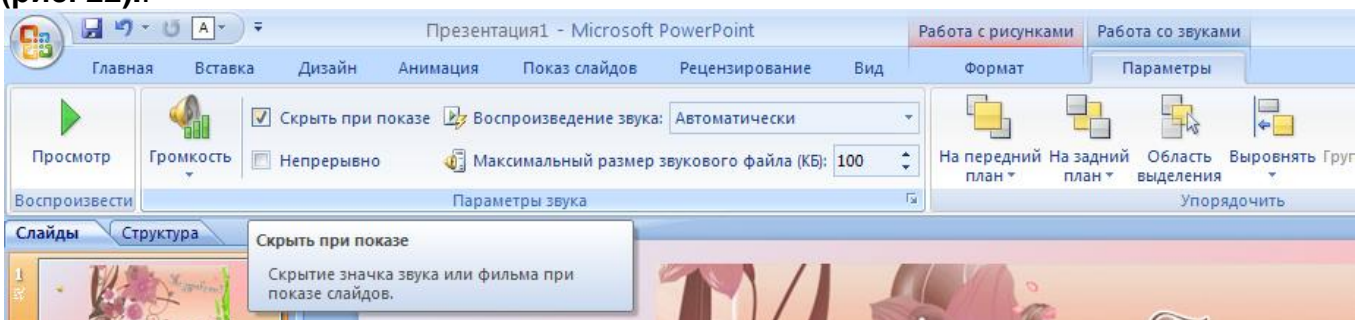 (рис. 22)..
А
Презентация1 - Microsoft PowerPoint
Работа с рисунками
Работа со звуками
Главная Вставка Дизайн Анимация Показ слайдов Рецензирование Вид Формат Параметры
Просмотр
Громкость
Скрыть при показе
Воспроизведение звука: Автоматически
Непрерывно
Максимальный размер звукового файла (КБ): 100
На передний план
На задний план
Область выделения
Выровнять
Воспроизвести
Параметры звука
Упорядочить
Слайды Структура
Скрыть при показе
Скрытие значка звука или фильма при
показе слайдов.
1